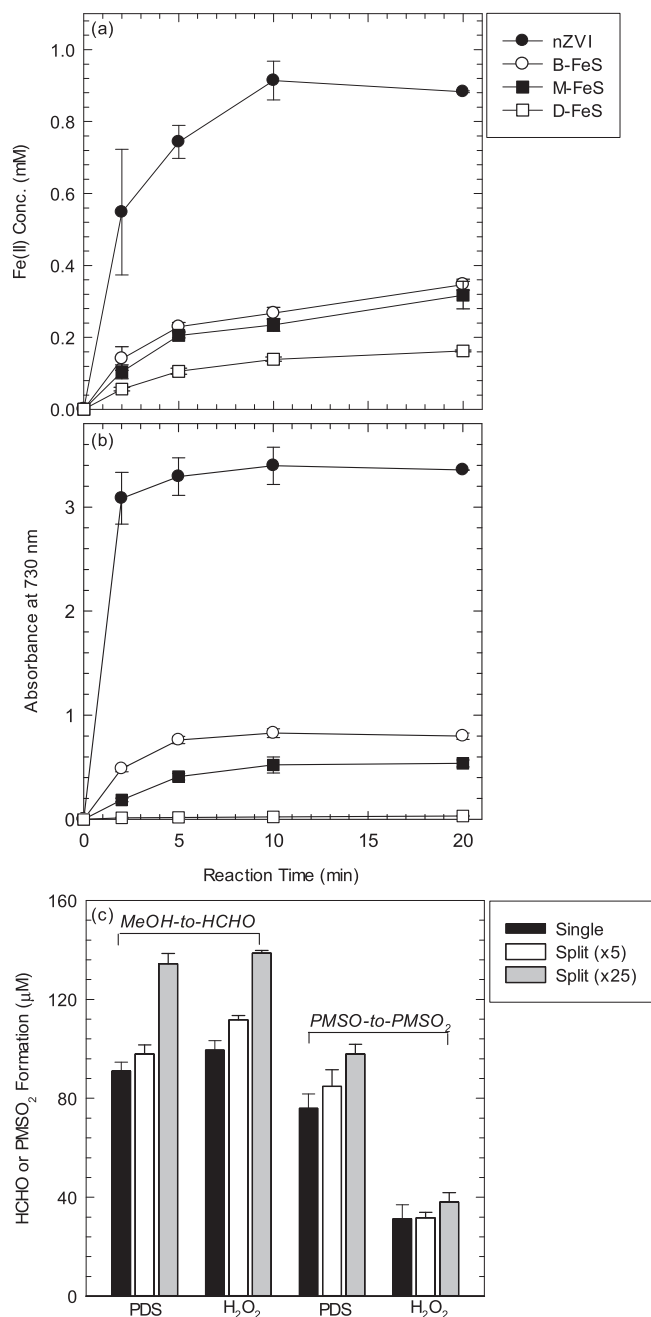 (a)
nZVI
B-FeS
M-FeS
D-FeS
1.0
0.8
0.6
0.4
0.2
0.0
Fe(II) Conc. (mM)
(b)
3
2
1
0
Absorbance at 730 nm
0 5 10 15 20
Reaction Time (min)
(c)
MeOH-to-HCHO
PMSO-to-PMSO₂
Single
Split (x5)
Split (x25)
160
120
80
40
0
HCHO or PMSO₂ Formation (μM)
PDS H₂O₂ PDS H₂O₂